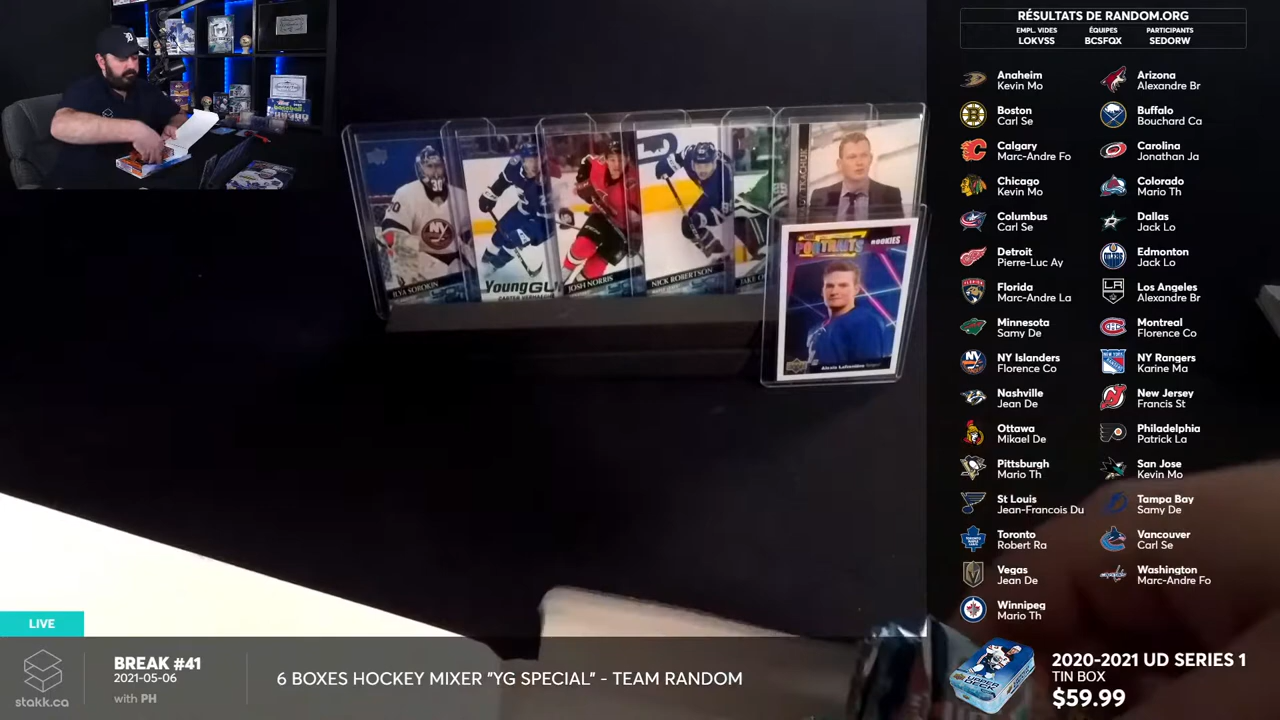 RÉSULTATS DE RANDOM.ORG
EMPL. VIDES
LOKVSS
ÉQUIPES
BCSFQX
PARTICIPANTS
SEDORW
Anaheim
Kevin Mo
Arizona
Alexandre Br
Boston
Carl Se
Buffalo
Bouchard Ca
Calgary
Marc-Andre Fo
Carolina
Jonathan Ja
Chicago
Kevin Mo
Colorado
Mario Th
Columbus
Carl Se
Dallas
Jack Lo
Detroit
Pierre-Luc Ay
Edmonton
Jack Lo
Florida
Marc-Andre La
Los Angeles
Alexandre Br
Minnesota
Samy De
Montreal
Florence Co
NY Islanders
Florence Co
NY Rangers
Karine Ma
Nashville
Jean De
New Jersey
Francis St
Ottawa
Mikael De
Philadelphia
Patrick La
Pittsburgh
Mario Th
San Jose
Kevin Mo
St Louis
Jean-Francois Du
Tampa Bay
Samy De
Toronto
Robert Ra
Vancouver
Carl Se
Vegas
Jean De
Washington
Marc-Andre Fo
Winnipeg
Mario Th
ILYA SOROKIN
Young GU
JOSH NORRIS
NICK ROBERTSON
TKACHUK
PORTRAITS ROOKIES
Alexis Lafrenière
LIVE
stakk.ca
BREAK #41
2021-05-06
with PH
6 BOXES HOCKEY MIXER "YG SPECIAL" - TEAM RANDOM
2020-2021 UD SERIES 1
TIN BOX
$59.99